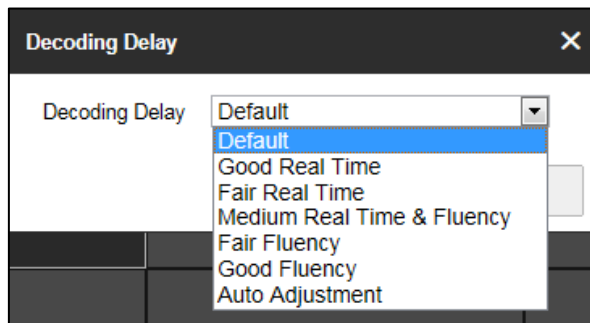 Decoding Delay
Decoding Delay Default
Default
Good Real Time
Fair Real Time
Medium Real Time & Fluency
Fair Fluency
Good Fluency
Auto Adjustment